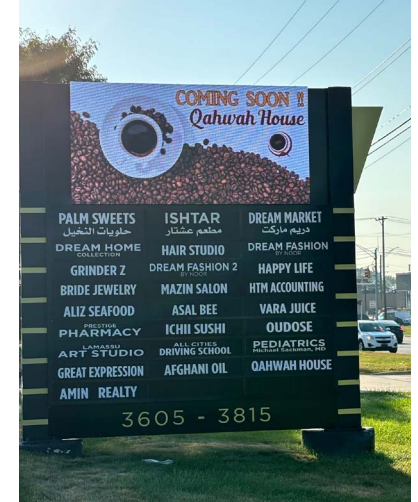 COMING SOON !!
Qahwah House
PALM SWEETS
حلويات النخيل
ISHTAR
مطعم عشتار
DREAM MARKET
دريم ماركت
DREAM HOME
COLLECTION
HAIR STUDIO
DREAM FASHION
BY NOOR
GRINDER Z
DREAM FASHION 2
BY NOOR
HAPPY LIFE
BRIDE JEWELRY
MAZIN SALON
HTM ACCOUNTING
ALIZ SEAFOOD
ASAL BEE
VARA JUICE
PRESTIGE
PHARMACY
ICHII SUSHI
OUDOSE
LAMASSU
ART STUDIO
ALL CITIES
DRIVING SCHOOL
PEDIATRICS
Michael Sackman, MD
GREAT EXPRESSION
AFGHANI OIL
QAHWAH HOUSE
AMIN REALTY
3605 - 3815